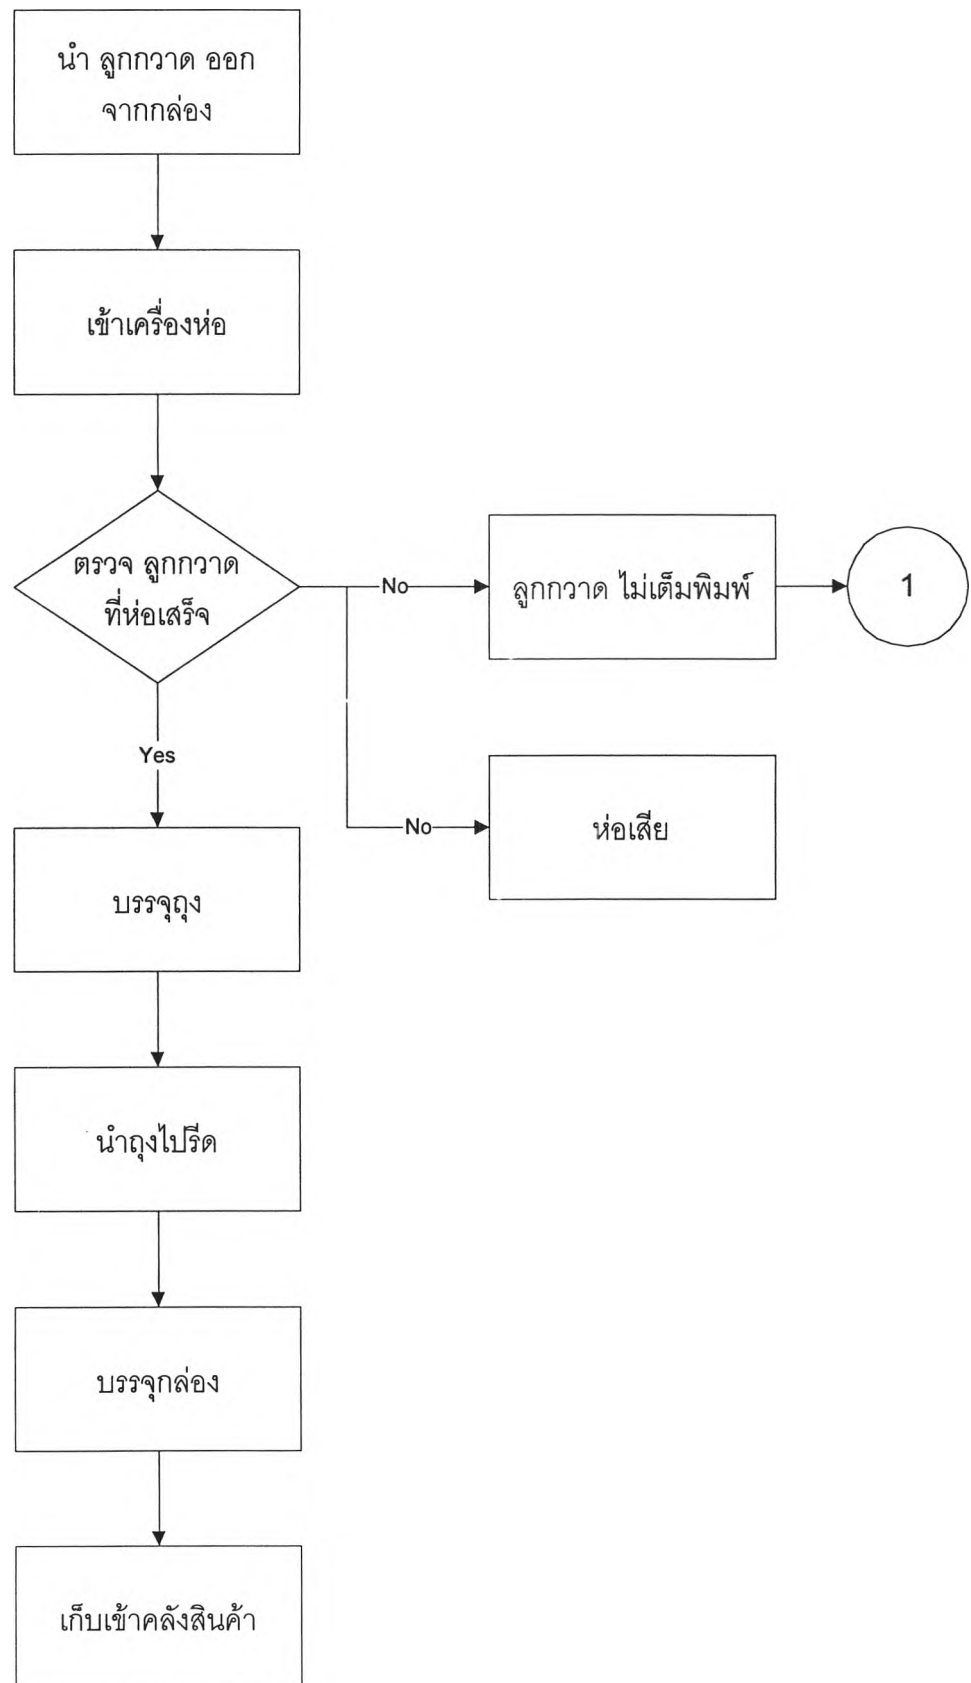 นำ ลูกกวาด ออก
จากกล่อง
เข้าเครื่องห่อ
ตรวจ ลูกกวาด
ที่ห่อเสร็จ
No
ลูกกวาด ไม่เต็มพิมพ์
1
Yes
No
ห่อเสีย
บรรจุถุง
นำถุงไปรีด
บรรจุกล่อง
เก็บเข้าคลังสินค้า